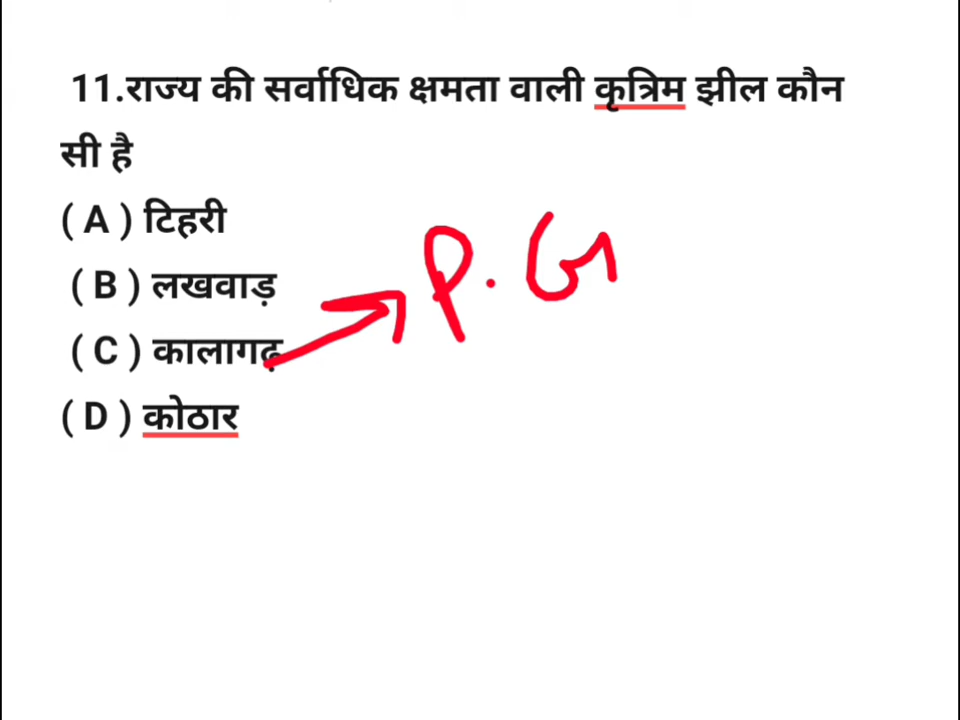 11.राज्य की सर्वाधिक क्षमता वाली कृत्रिम झील कौन
सी है
( A ) टिहरी
( B ) लखवाड़
( C ) कालागढ़
P. G
( D ) कोठार